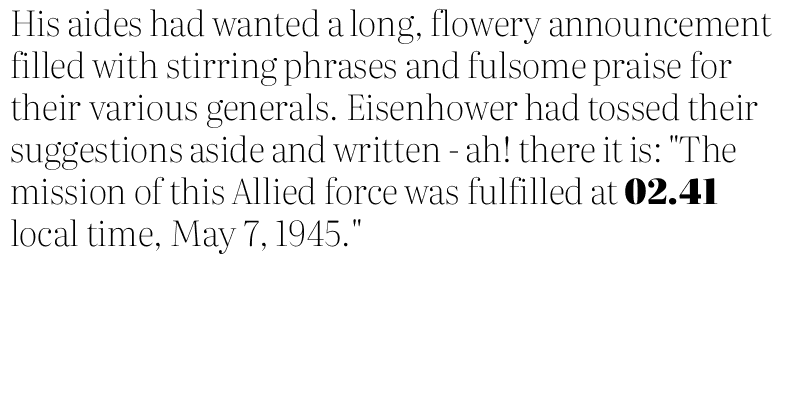 His aides had wanted a long, flowery announcement
filled with stirring phrases and fulsome praise for
their various generals. Eisenhower had tossed their
suggestions aside and written - ah! there it is: "The
mission of this Allied force was fulfilled at 02.41
local time, May 7, 1945."